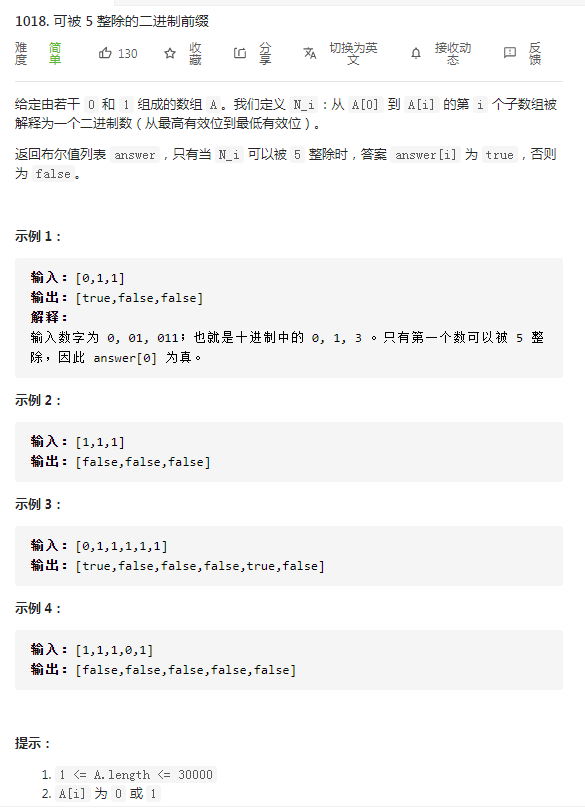 1018. 可被 5 整除的二进制前缀
难度 简单 130 收藏 分享 切换为英文 接收动态 反馈
给定由若干 0 和 1 组成的数组 A。我们定义 N_i：从 A[0] 到 A[i] 的第 i 个子数组被
解释为一个二进制数（从最高有效位到最低有效位）。
返回布尔值列表 answer，只有当 N_i 可以被 5 整除时，答案 answer[i] 为 true，否则
为 false。
示例 1：
输入：[0,1,1]
输出：[true,false,false]
解释：
输入数字为 0, 01, 011；也就是十进制中的 0, 1, 3 。只有第一个数可以被 5 整
除，因此 answer[0] 为真。
示例 2：
输入：[1,1,1]
输出：[false,false,false]
示例 3：
输入：[0,1,1,1,1,1]
输出：[true,false,false,false,true,false]
示例 4：
输入：[1,1,1,0,1]
输出：[false,false,false,false,false]
提示：
1. 1 <= A.length <= 30000
2. A[i] 为 0 或 1